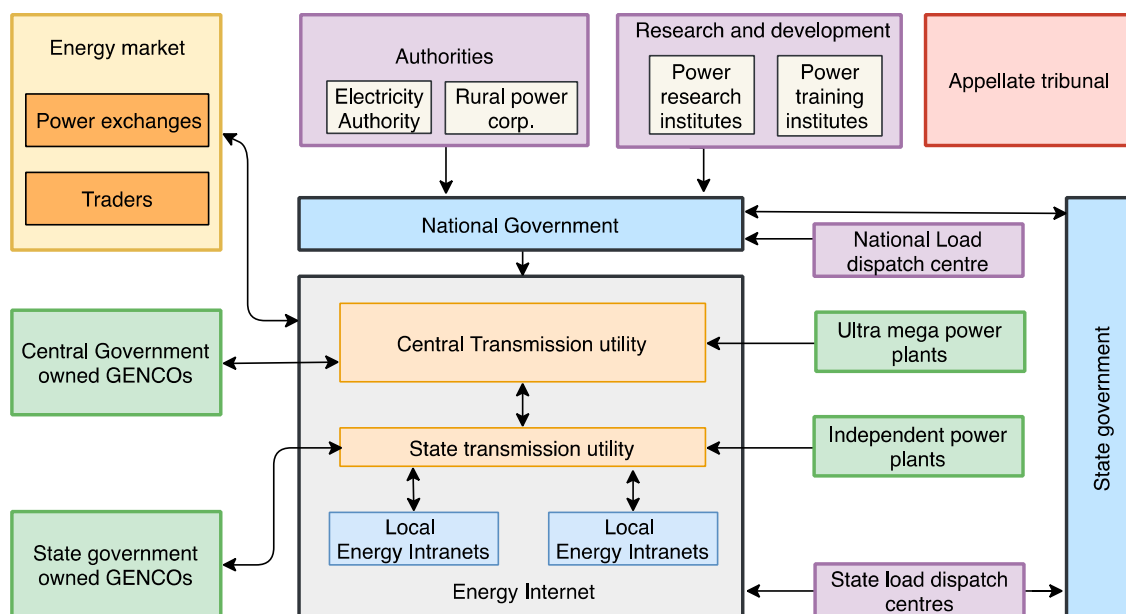 Energy market
Power exchanges
Traders
Authorities
Electricity
Authority
Rural power
corp.
Research and development
Power
research
institutes
Power
training
institutes
Appellate tribunal
National Government
National Load
dispatch centre
State government
Central Government
owned GENCOs
Central Transmission utility
Ultra mega power
plants
State transmission utility
Independent power
plants
Local
Energy Intranets
Local
Energy Intranets
State government
owned GENCOs
Energy Internet
State load dispatch
centres